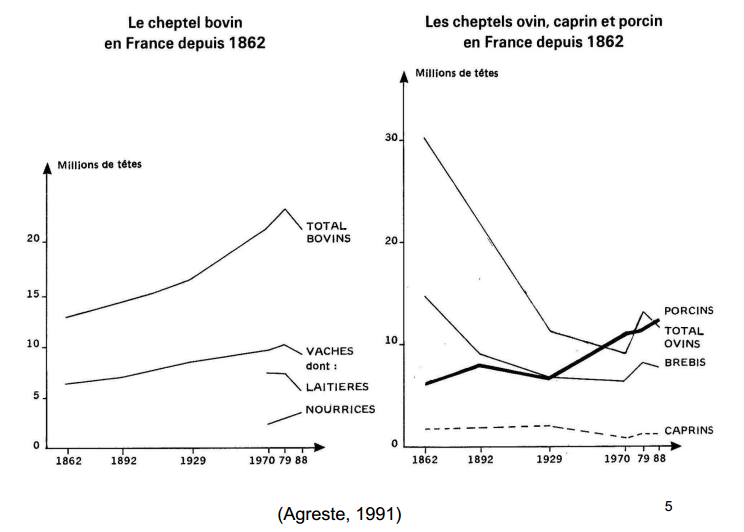 Le cheptel bovin
en France depuis 1862
Millions de têtes
20
15
10
5
0
1862 1892 1929 1970 79 88
TOTAL
BOVINS
VACHES
dont :
LAITIERES
NOURRICES
Les cheptels ovin, caprin et porcin
en France depuis 1862
Millions de têtes
30
20
10
0
1862 1892 1929 1970 79 88
PORCINS
TOTAL
OVINS
BREBIS
CAPRINS
(Agreste, 1991)
5